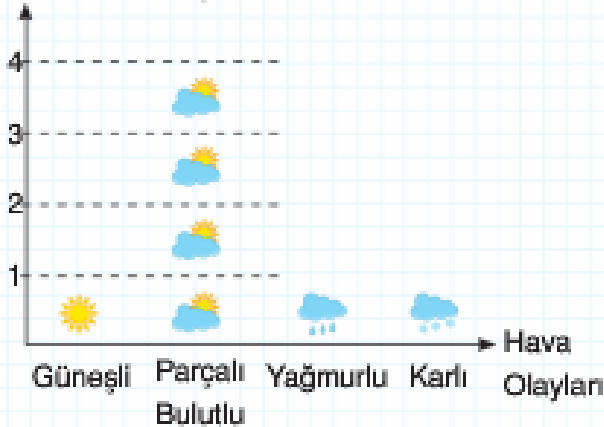 4
3
2
1
Güneşli
Parçalı
Bulutlu
Yağmurlu
Karlı
Hava
Olayları